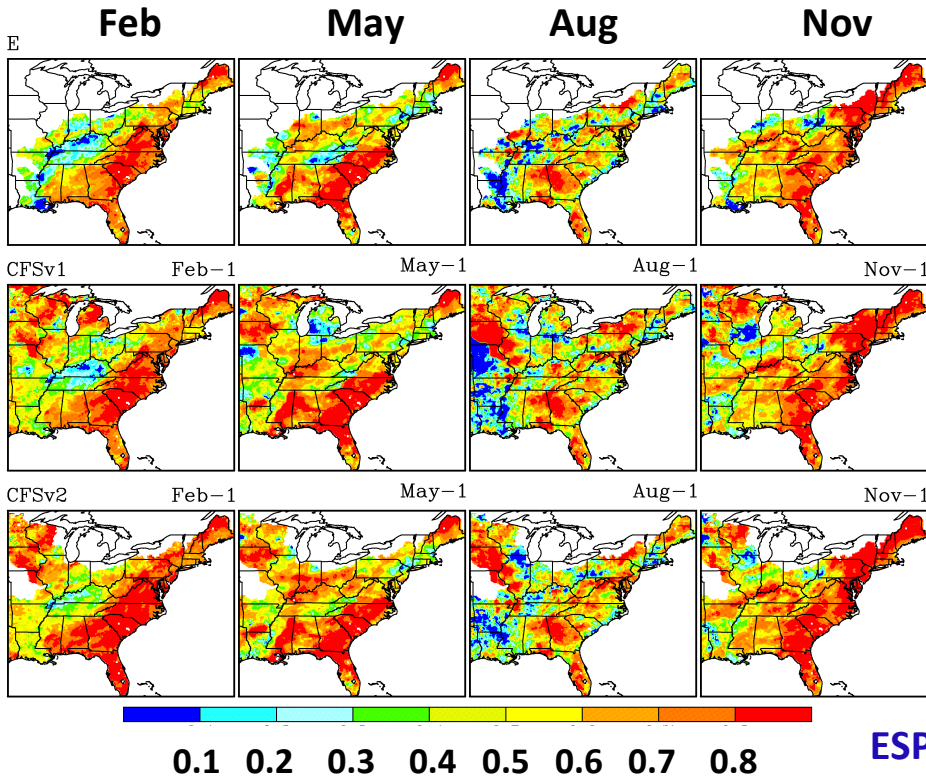 Feb May Aug Nov
E
CFSv1 Feb-1 May-1 Aug-1 Nov-1
CFSv2 Feb-1 May-1 Aug-1 Nov-1
0.1 0.2 0.3 0.4 0.5 0.6 0.7 0.8
ESP